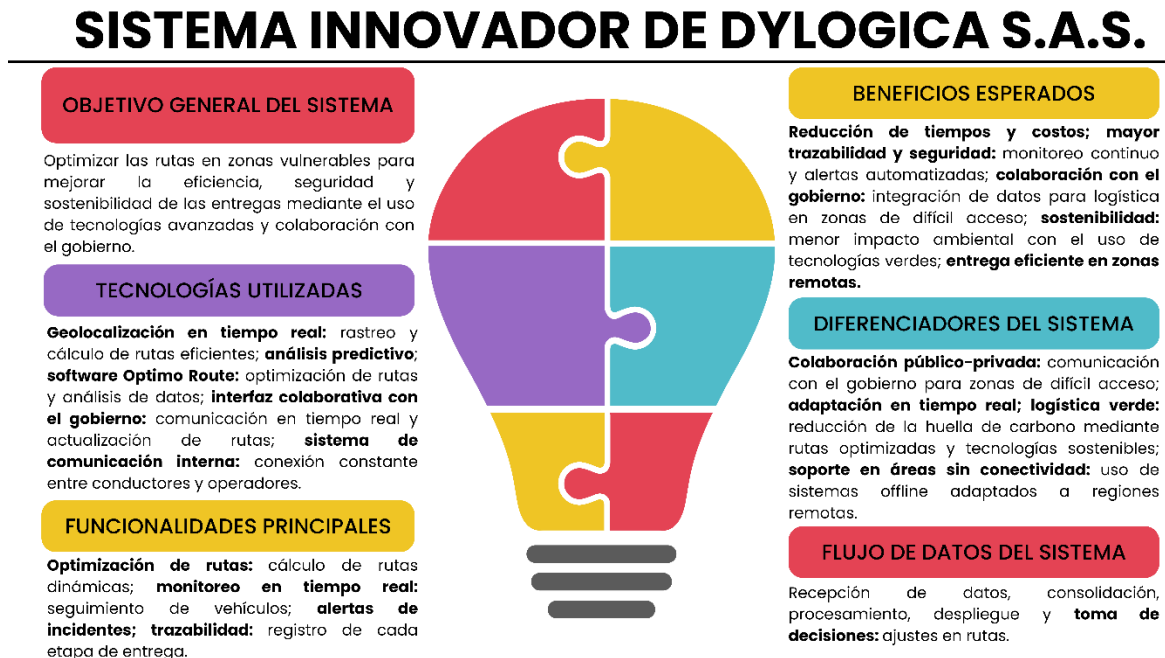 SISTEMA INNOVADOR DE DYLOGICA S.A.S.
OBJETIVO GENERAL DEL SISTEMA
Optimizar las rutas en zonas vulnerables para
mejorar la eficiencia, seguridad y
sostenibilidad de las entregas mediante el uso
de tecnologías avanzadas y colaboración con
el gobierno.
TECNOLOGÍAS UTILIZADAS
Geolocalización en tiempo real: rastreo y
cálculo de rutas eficientes; análisis predictivo;
software Optimo Route: optimización de rutas
y análisis de datos; interfaz colaborativa con
el gobierno: comunicación en tiempo real y
actualización de rutas; sistema de
comunicación interna: conexión constante
entre conductores y operadores.
FUNCIONALIDADES PRINCIPALES
Optimización de rutas: cálculo de rutas
dinámicas; monitoreo en tiempo real:
seguimiento de vehículos; alertas de
incidentes; trazabilidad: registro de cada
etapa de entrega.
BENEFICIOS ESPERADOS
Reducción de tiempos y costos; mayor
trazabilidad y seguridad: monitoreo continuo
y alertas automatizadas; colaboración con el
gobierno: integración de datos para logística
en zonas de difícil acceso; sostenibilidad:
menor impacto ambiental con el uso de
tecnologías verdes; entrega eficiente en zonas
remotas.
DIFERENCIADORES DEL SISTEMA
Colaboración público-privada: comunicación
con el gobierno para zonas de difícil acceso;
adaptación en tiempo real; logística verde:
reducción de la huella de carbono mediante
rutas optimizadas y tecnologías sostenibles;
soporte en áreas sin conectividad: uso de
sistemas offline adaptados a regiones
remotas.
FLUJO DE DATOS DEL SISTEMA
Recepción de datos, consolidación,
procesamiento, despliegue y toma de
decisiones: ajustes en rutas.